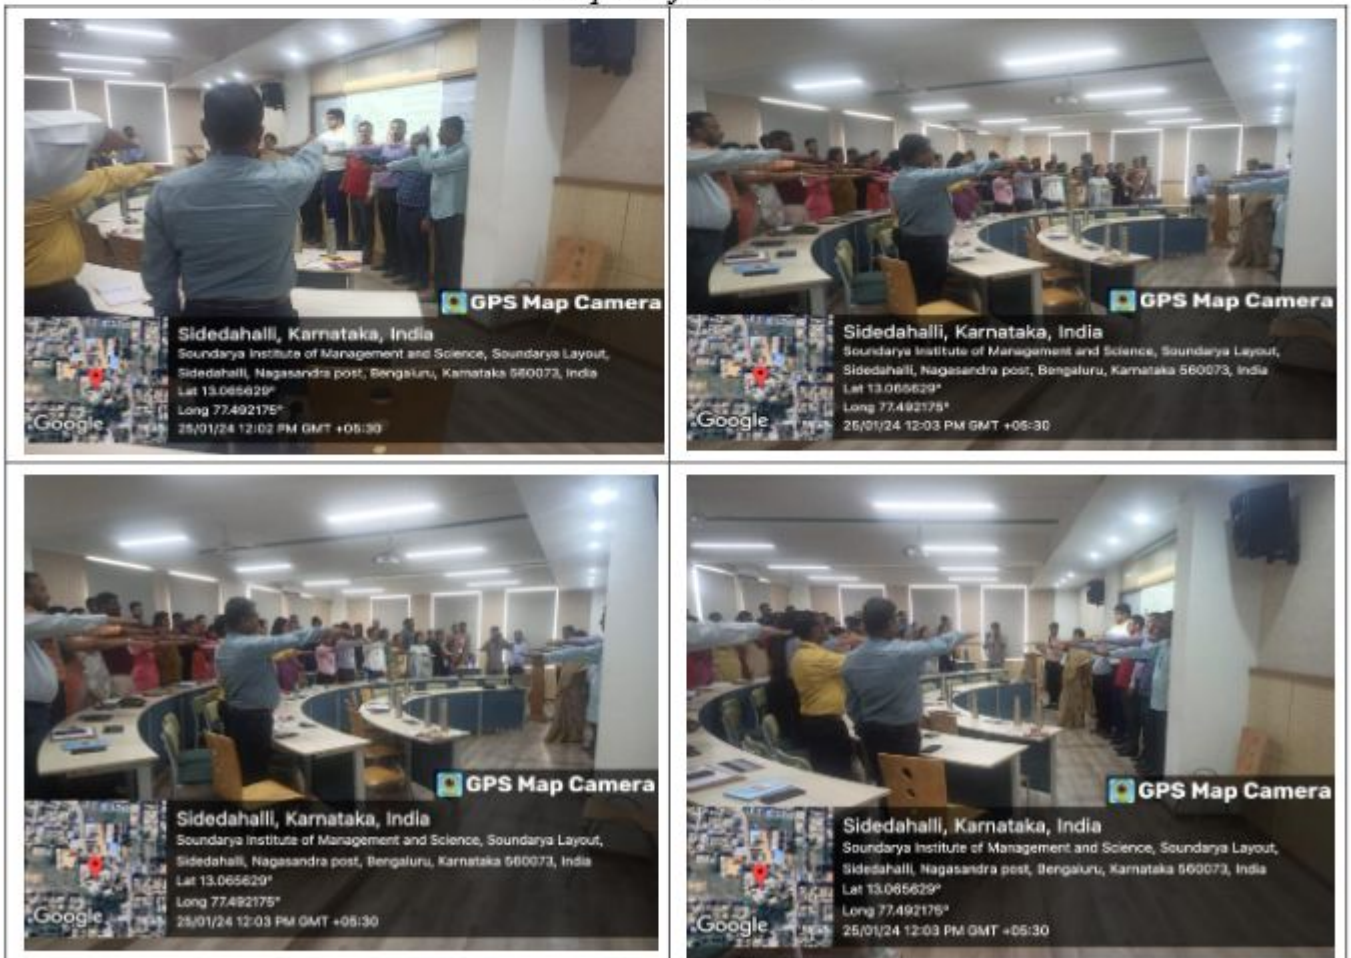 GPS Map Camera
Sidedahalli, Karnataka, India
Soundarya Institute of Management and Science, Soundarya Layout,
Sidedahalli, Nagasandra post, Bengaluru, Karnataka 560073, India
Lat 13.065629°
Long 77.492175°
25/01/24 12:02 PM GMT +05:30
Google
GPS Map Camera
Sidedahalli, Karnataka, India
Soundarya Institute of Management and Science, Soundarya Layout,
Sidedahalli, Nagasandra post, Bengaluru, Karnataka 560073, India
Lat 13.065629°
Long 77.492175°
25/01/24 12:03 PM GMT +05:30
Google
GPS Map Camera
Sidedahalli, Karnataka, India
Soundarya Institute of Management and Science, Soundarya Layout,
Sidedahalli, Nagasandra post, Bengaluru, Karnataka 560073, India
Lat 13.065629°
Long 77.492175°
25/01/24 12:03 PM GMT +05:30
Google
GPS Map Camera
Sidedahalli, Karnataka, India
Soundarya Institute of Management and Science, Soundarya Layout,
Sidedahalli, Nagasandra post, Bengaluru, Karnataka 560073, India
Lat 13.065629°
Long 77.492175°
25/01/24 12:03 PM GMT +05:30
Google